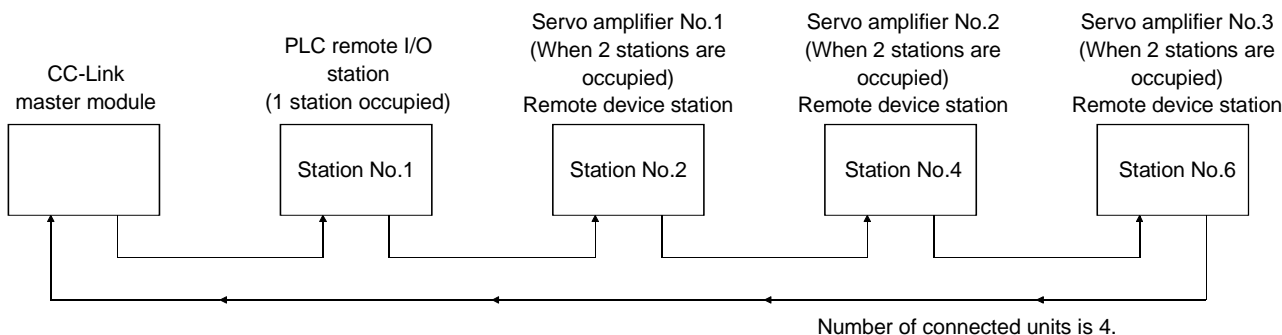 CC-Link
master module
PLC remote I/O
station
(1 station occupied)
Servo amplifier No.1
(When 2 stations are
occupied)
Remote device station
Servo amplifier No.2
(When 2 stations are
occupied)
Remote device station
Servo amplifier No.3
(When 2 stations are
occupied)
Remote device station
Station No.1
Station No.2
Station No.4
Station No.6
Number of connected units is 4.